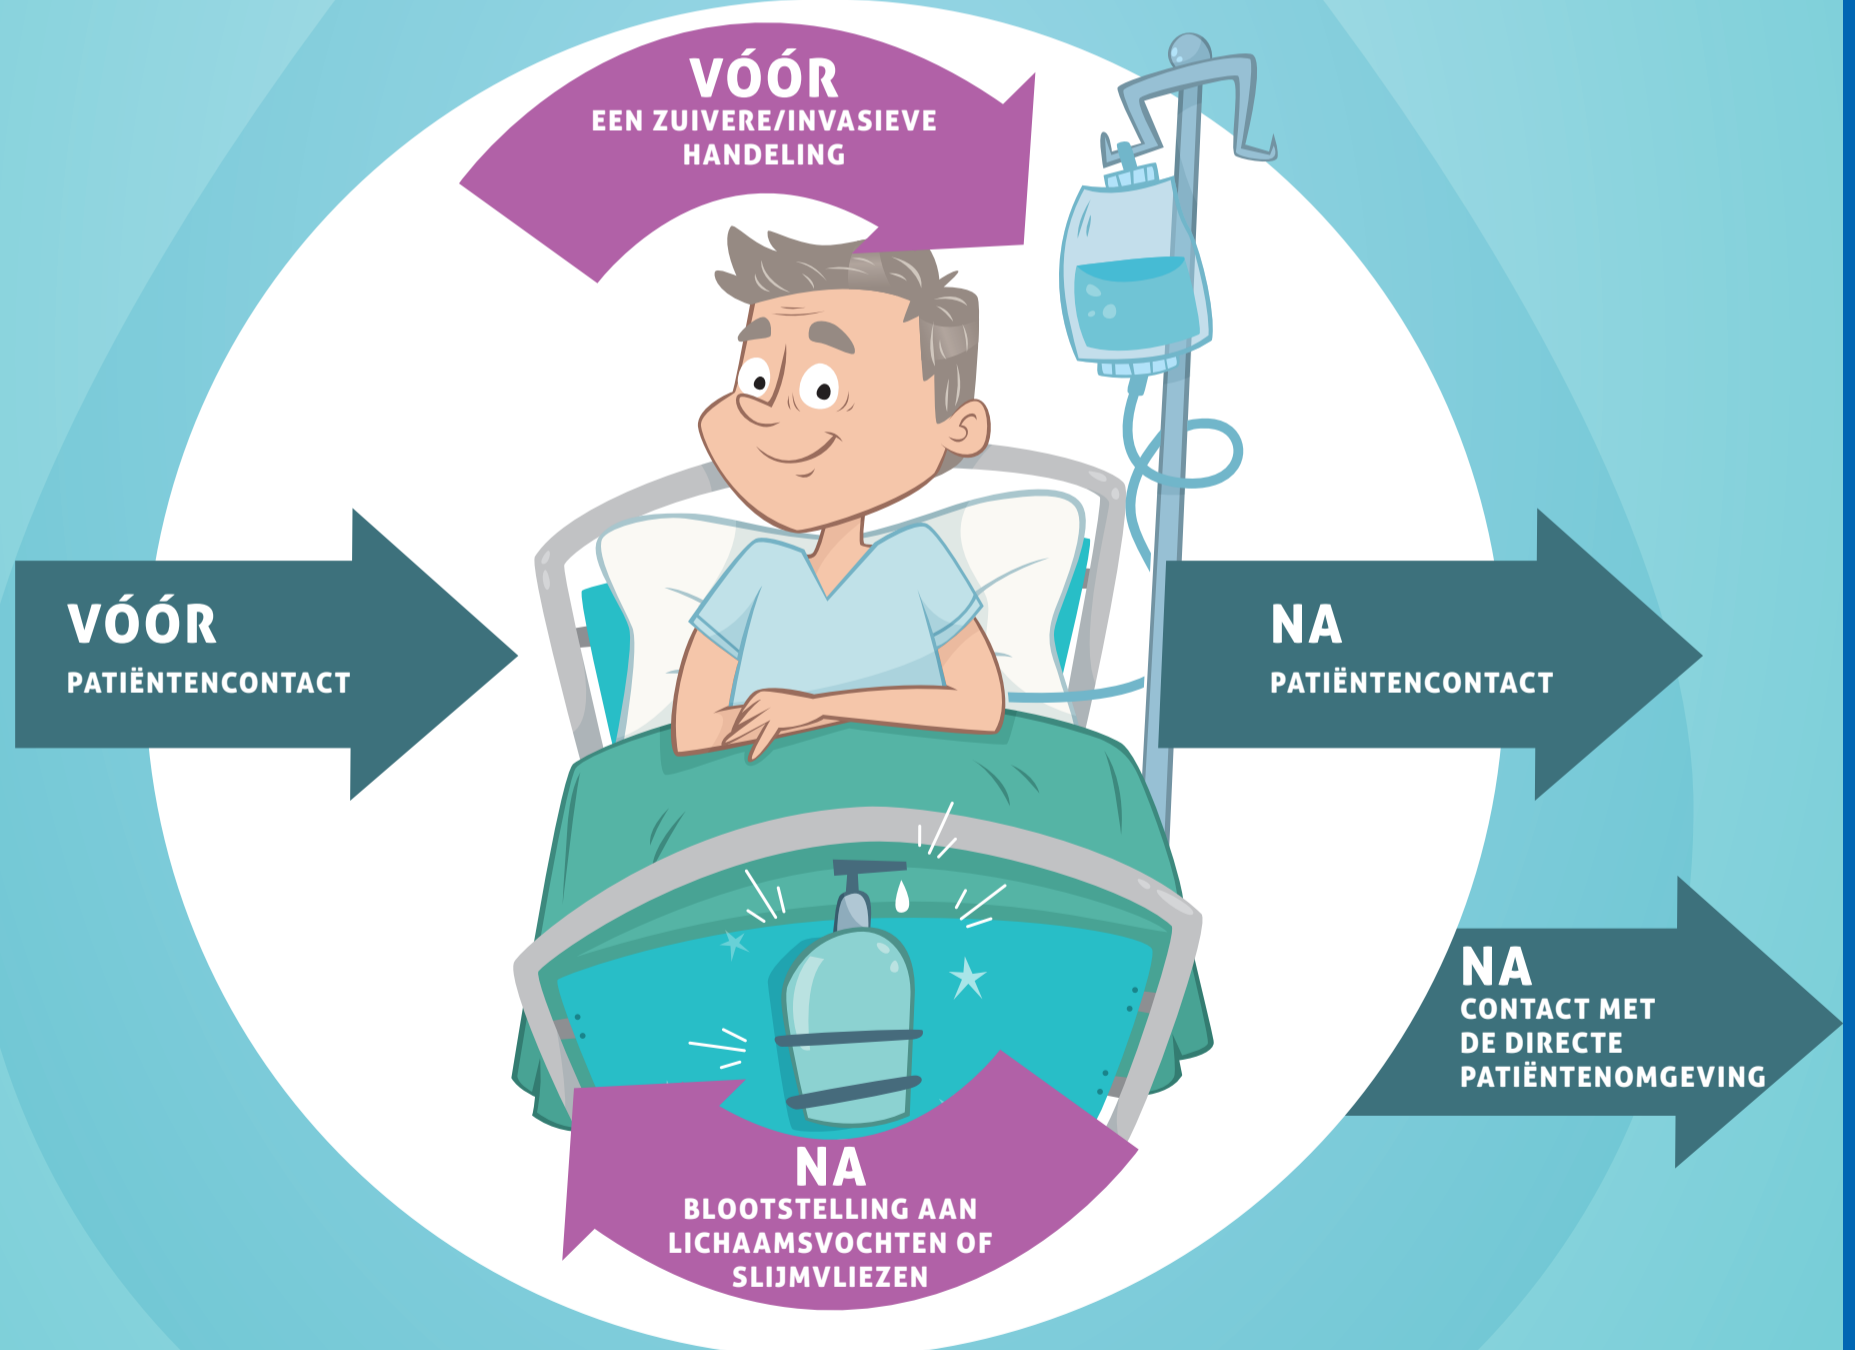 VÓÓR
EEN ZUIVERE/INVASIEVE
HANDELING
VÓÓR
PATIËNTENCONTACT
NA
PATIËNTENCONTACT
NA
CONTACT MET
DE DIRECTE
PATIËNTENOMGEVING
NA
BLOOTSTELLING AAN
LICHAAMSVOCHTEN OF
SLIJMVLIEZEN